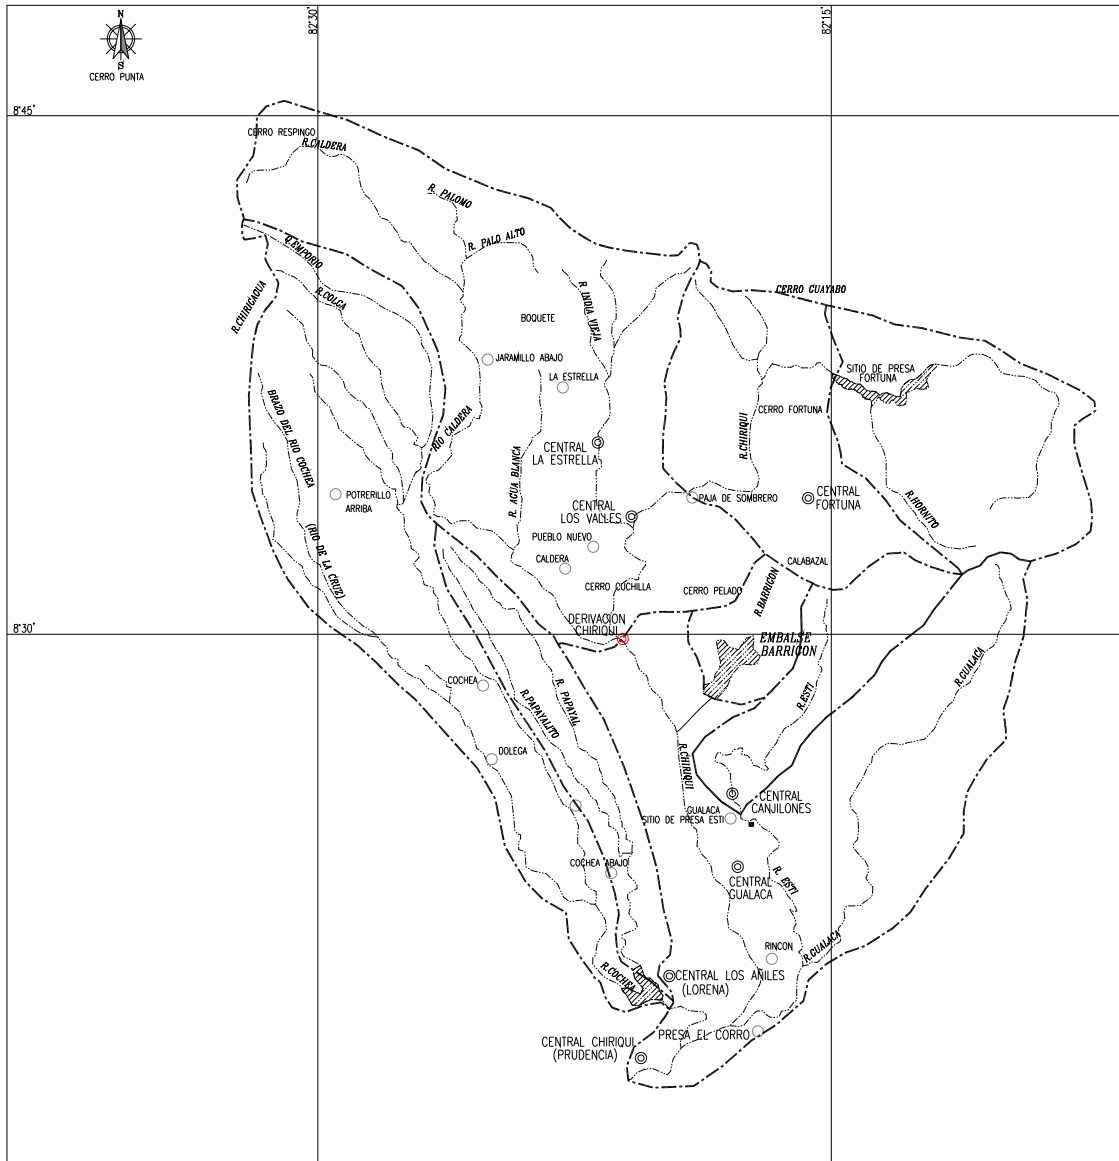 N
S
CERRO PUNTA
82°30'
82°15'
8°45'
CERRO RESPINGO
R.CALDERA
R. PALOMO
R. PALO ALTO
Q.EMPORIO
R.COLGA
R.CHIRICAGUA
R. INDIA VIEJA
CERRO GUAYABO
BOQUETE
JARAMILLO ABAJO
LA ESTRELLA
SITIO DE PRESA
FORTUNA
CERRO FORTUNA
BRAZO DEL RIO COCHEA
(RIO DE LA CRUZ)
RIO CALDERA
R.CHIRIQUI
CENTRAL
LA ESTRELLA
R. AGUA BLANCA
POTRERILLO
ARRIBA
PAJA DE SOMBRERO
CENTRAL
FORTUNA
R.HORNITO
CENTRAL
LOS VALLES
PUEBLO NUEVO
CALDERA
CALABAZAL
CERRO CUCHILLA
CERRO PELADO
R.BARRIGON
DERIVACION
CHIRIQUI
8°30'
EMBALSE
BARRIGON
R.GUALACA
COCHEA
R. PAPAYAL
R.PAPAYALITO
R.ESTI
DOLEGA
R.CHIRIQUI
CENTRAL
CANJILONES
GUALACA
SITIO DE PRESA ESTI
COCHEA ABAJO
CENTRAL
GUALACA
R. ESTI
RINCON
R.GUALACA
R.COCHEA
CENTRAL LOS AÑILES
(LORENA)
PRESA EL CORRO
CENTRAL CHIRIQUI
(PRUDENCIA)